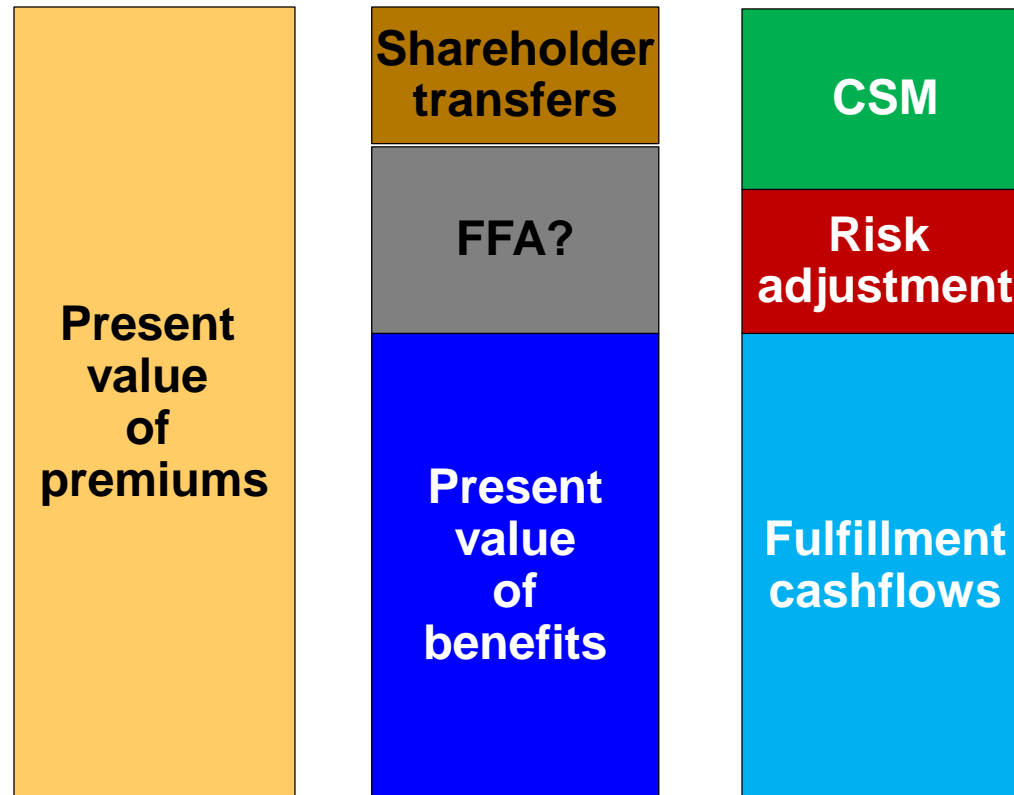 Present
value
of
premiums
Shareholder
transfers
FFA?
Present
value
of
benefits
CSM
Risk
adjustment
Fulfillment
cashflows